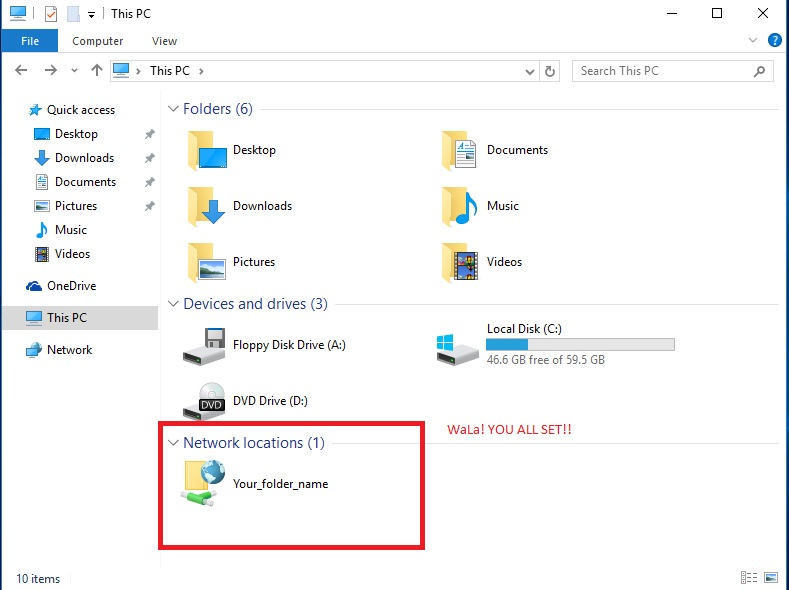 This PC
File Computer View
This PC
Search This PC
Quick access
Desktop
Downloads
Documents
Pictures
Music
Videos
OneDrive
This PC
Network
Folders (6)
Desktop
Documents
Downloads
Music
Pictures
Videos
Devices and drives (3)
Floppy Disk Drive (A:)
Local Disk (C:)
46.6 GB free of 59.5 GB
DVD
DVD Drive (D:)
WaLa! YOU ALL SET!!
Network locations (1)
Your_folder_name
10 items